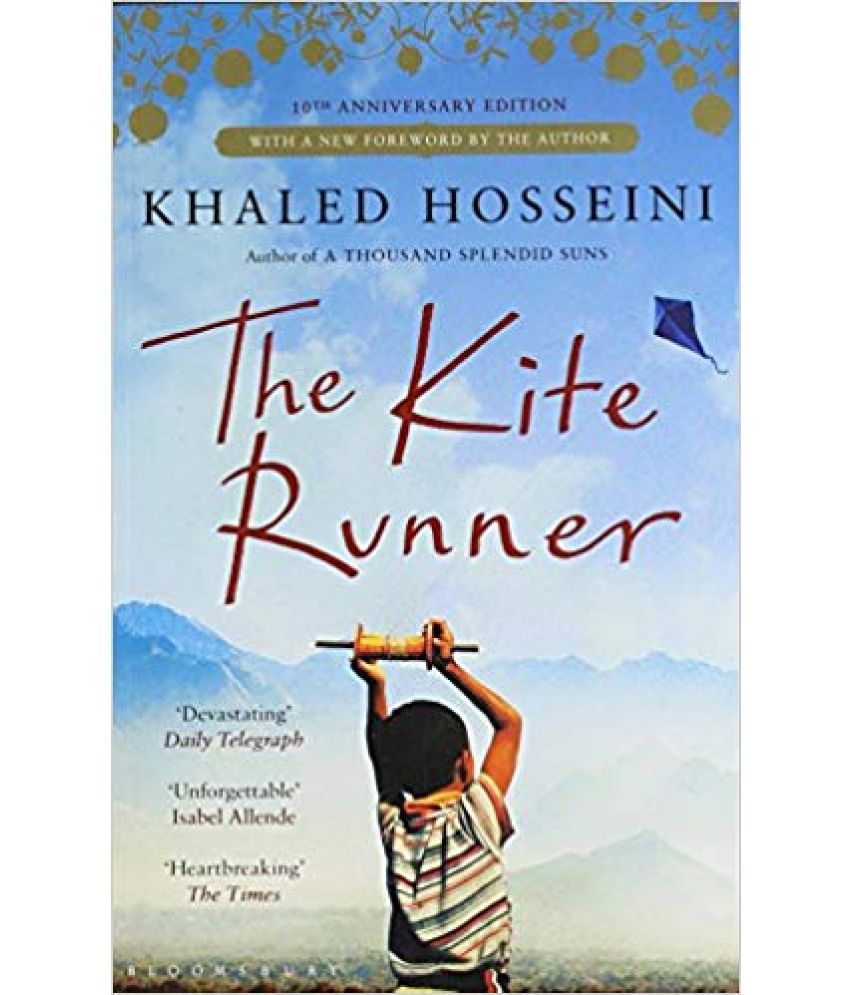 10TH ANNIVERSARY EDITION
WITH A NEW FOREWORD BY THE AUTHOR
KHALED HOSSEINI
Author of A THOUSAND SPLENDID SUNS
The Kite
Runner
‘Devastating’
Daily Telegraph
‘Unforgettable’
Isabel Allende
‘Heartbreaking’
The Times
BLOOMSBURY